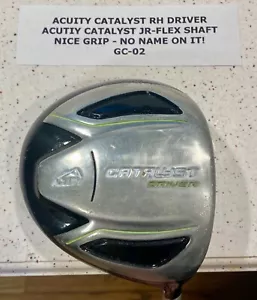 ACUITY CATALYST RH DRIVER
ACUTIY CATALYST JR-FLEX SHAFT
NICE GRIP - NO NAME ON IT!
GC-02
CATALYST
DRIVER